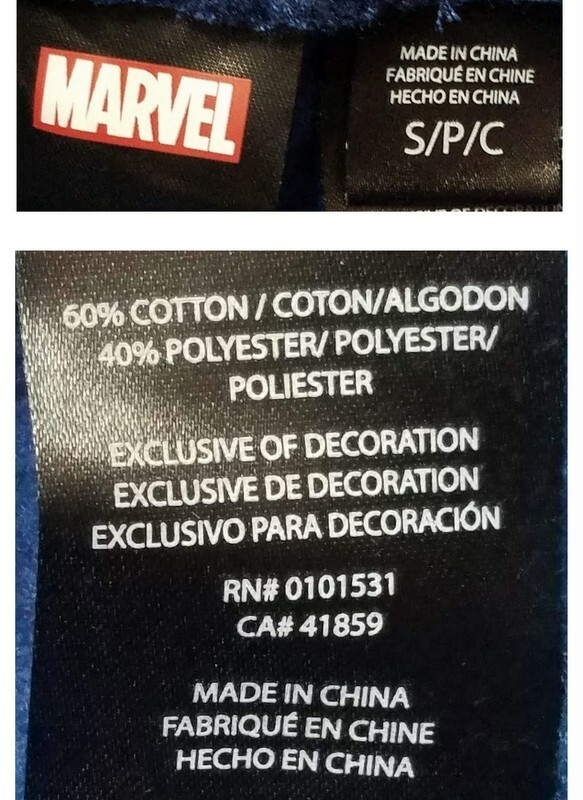 MARVEL
MADE IN CHINA
FABRIQUÉ EN CHINE
HECHO EN CHINA
S/P/C
60% COTTON / COTON/ALGODON
40% POLYESTER/ POLYESTER/
POLIESTER
EXCLUSIVE OF DECORATION
EXCLUSIVE DE DECORATION
EXCLUSIVO PARA DECORACIÓN
RN# 0101531
CA# 41859
MADE IN CHINA
FABRIQUÉ EN CHINE
HECHO EN CHINA